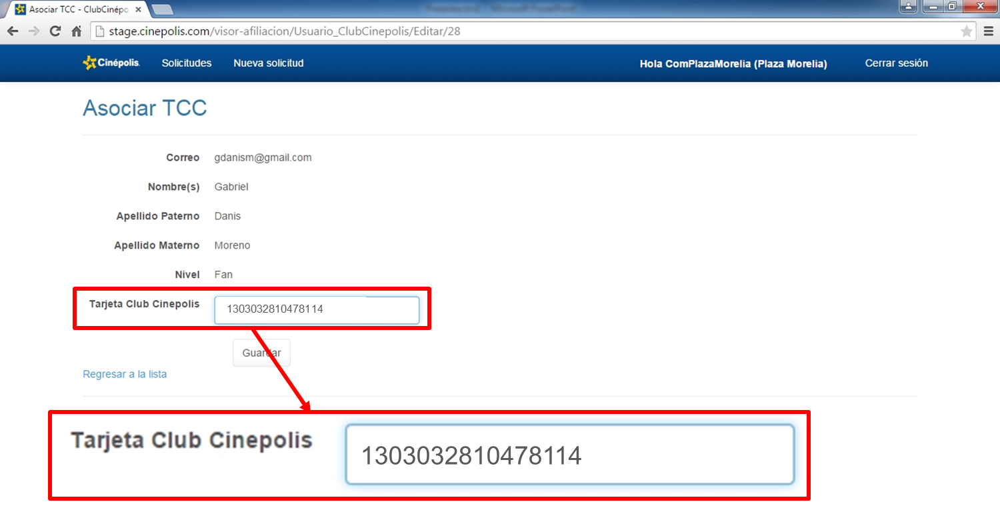 Asociar TCC - ClubCinépo
stage.cinepolis.com/visor-afiliacion/Usuario_ClubCinepolis/Editar/28
Cinépolis. Solicitudes Nueva solicitud Hola ComPlazaMorelia (Plaza Morelia) Cerrar sesión
Asociar TCC
Correo gdanism@gmail.com
Nombre(s) Gabriel
Apellido Paterno Danis
Apellido Materno Moreno
Nivel Fan
Tarjeta Club Cinepolis 1303032810478114
Guardar
Regresar a la lista
Tarjeta Club Cinepolis 1303032810478114